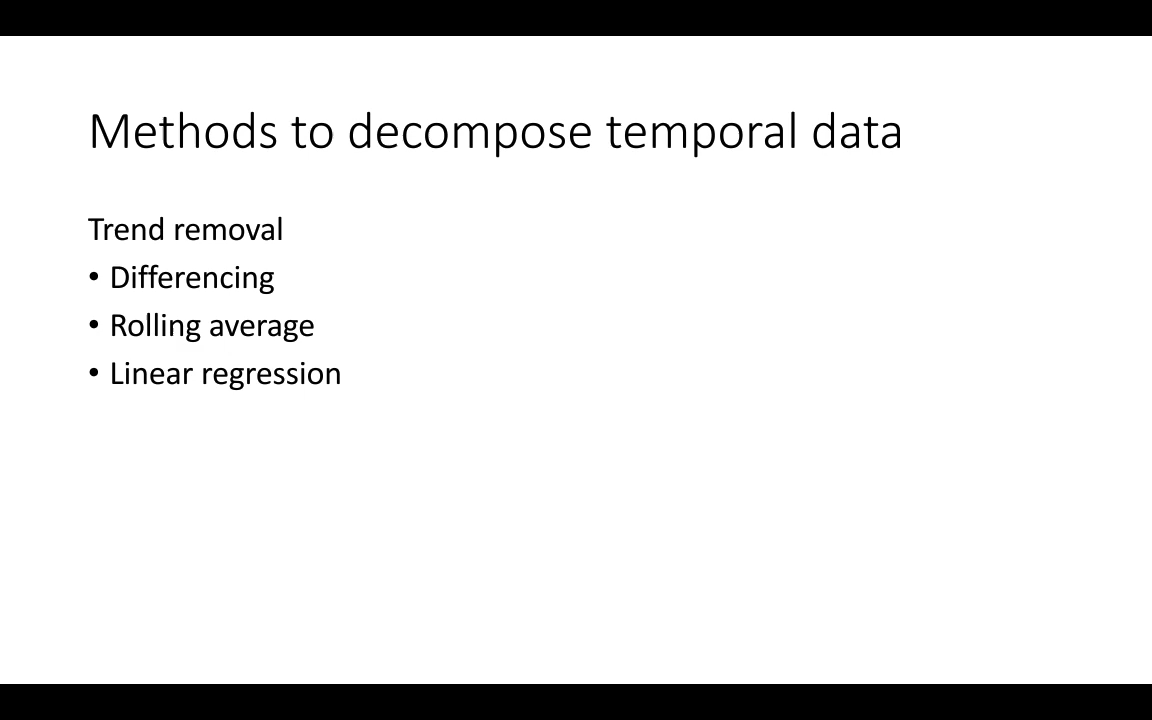 Methods to decompose temporal data
Trend removal
• Differencing
• Rolling average
• Linear regression